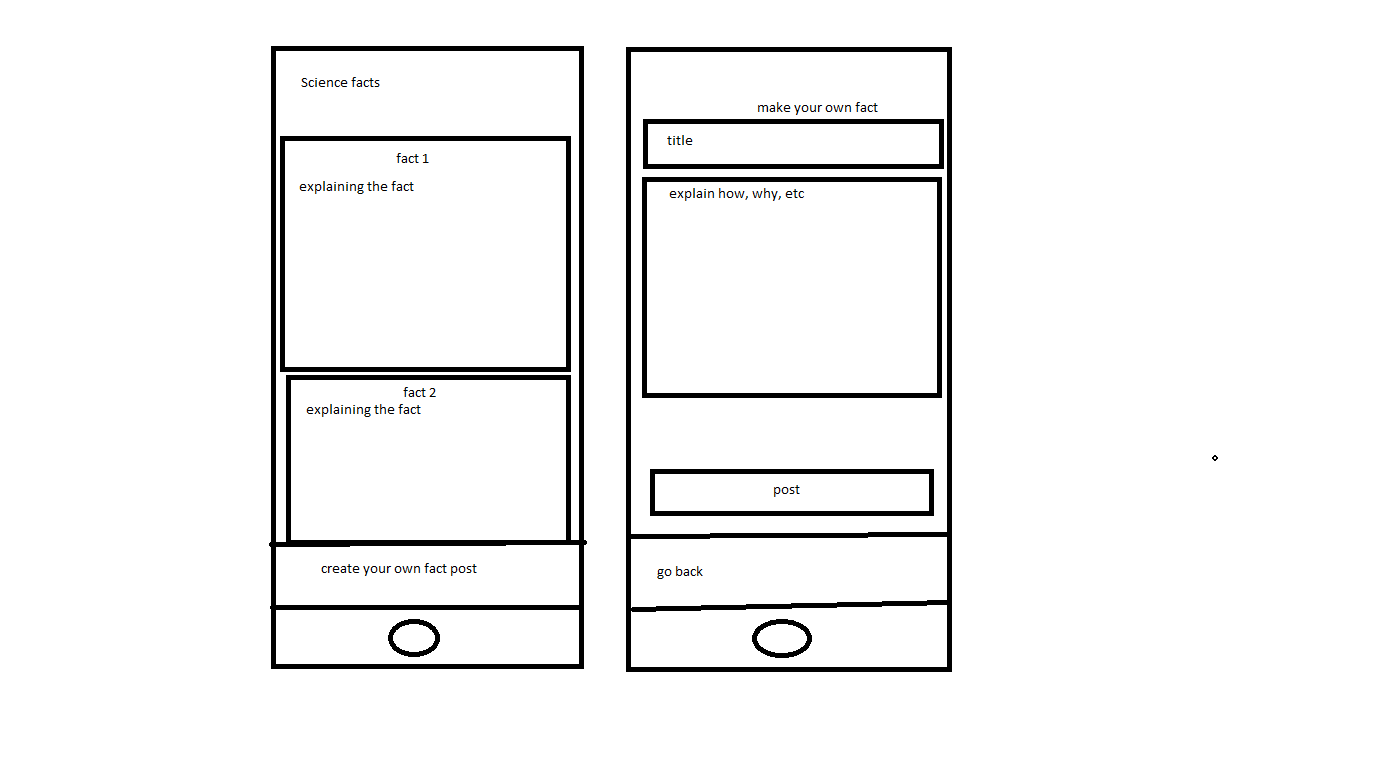 Science facts
fact 1
explaining the fact
fact 2
explaining the fact
create your own fact post
make your own fact
title
explain how, why, etc
post
go back